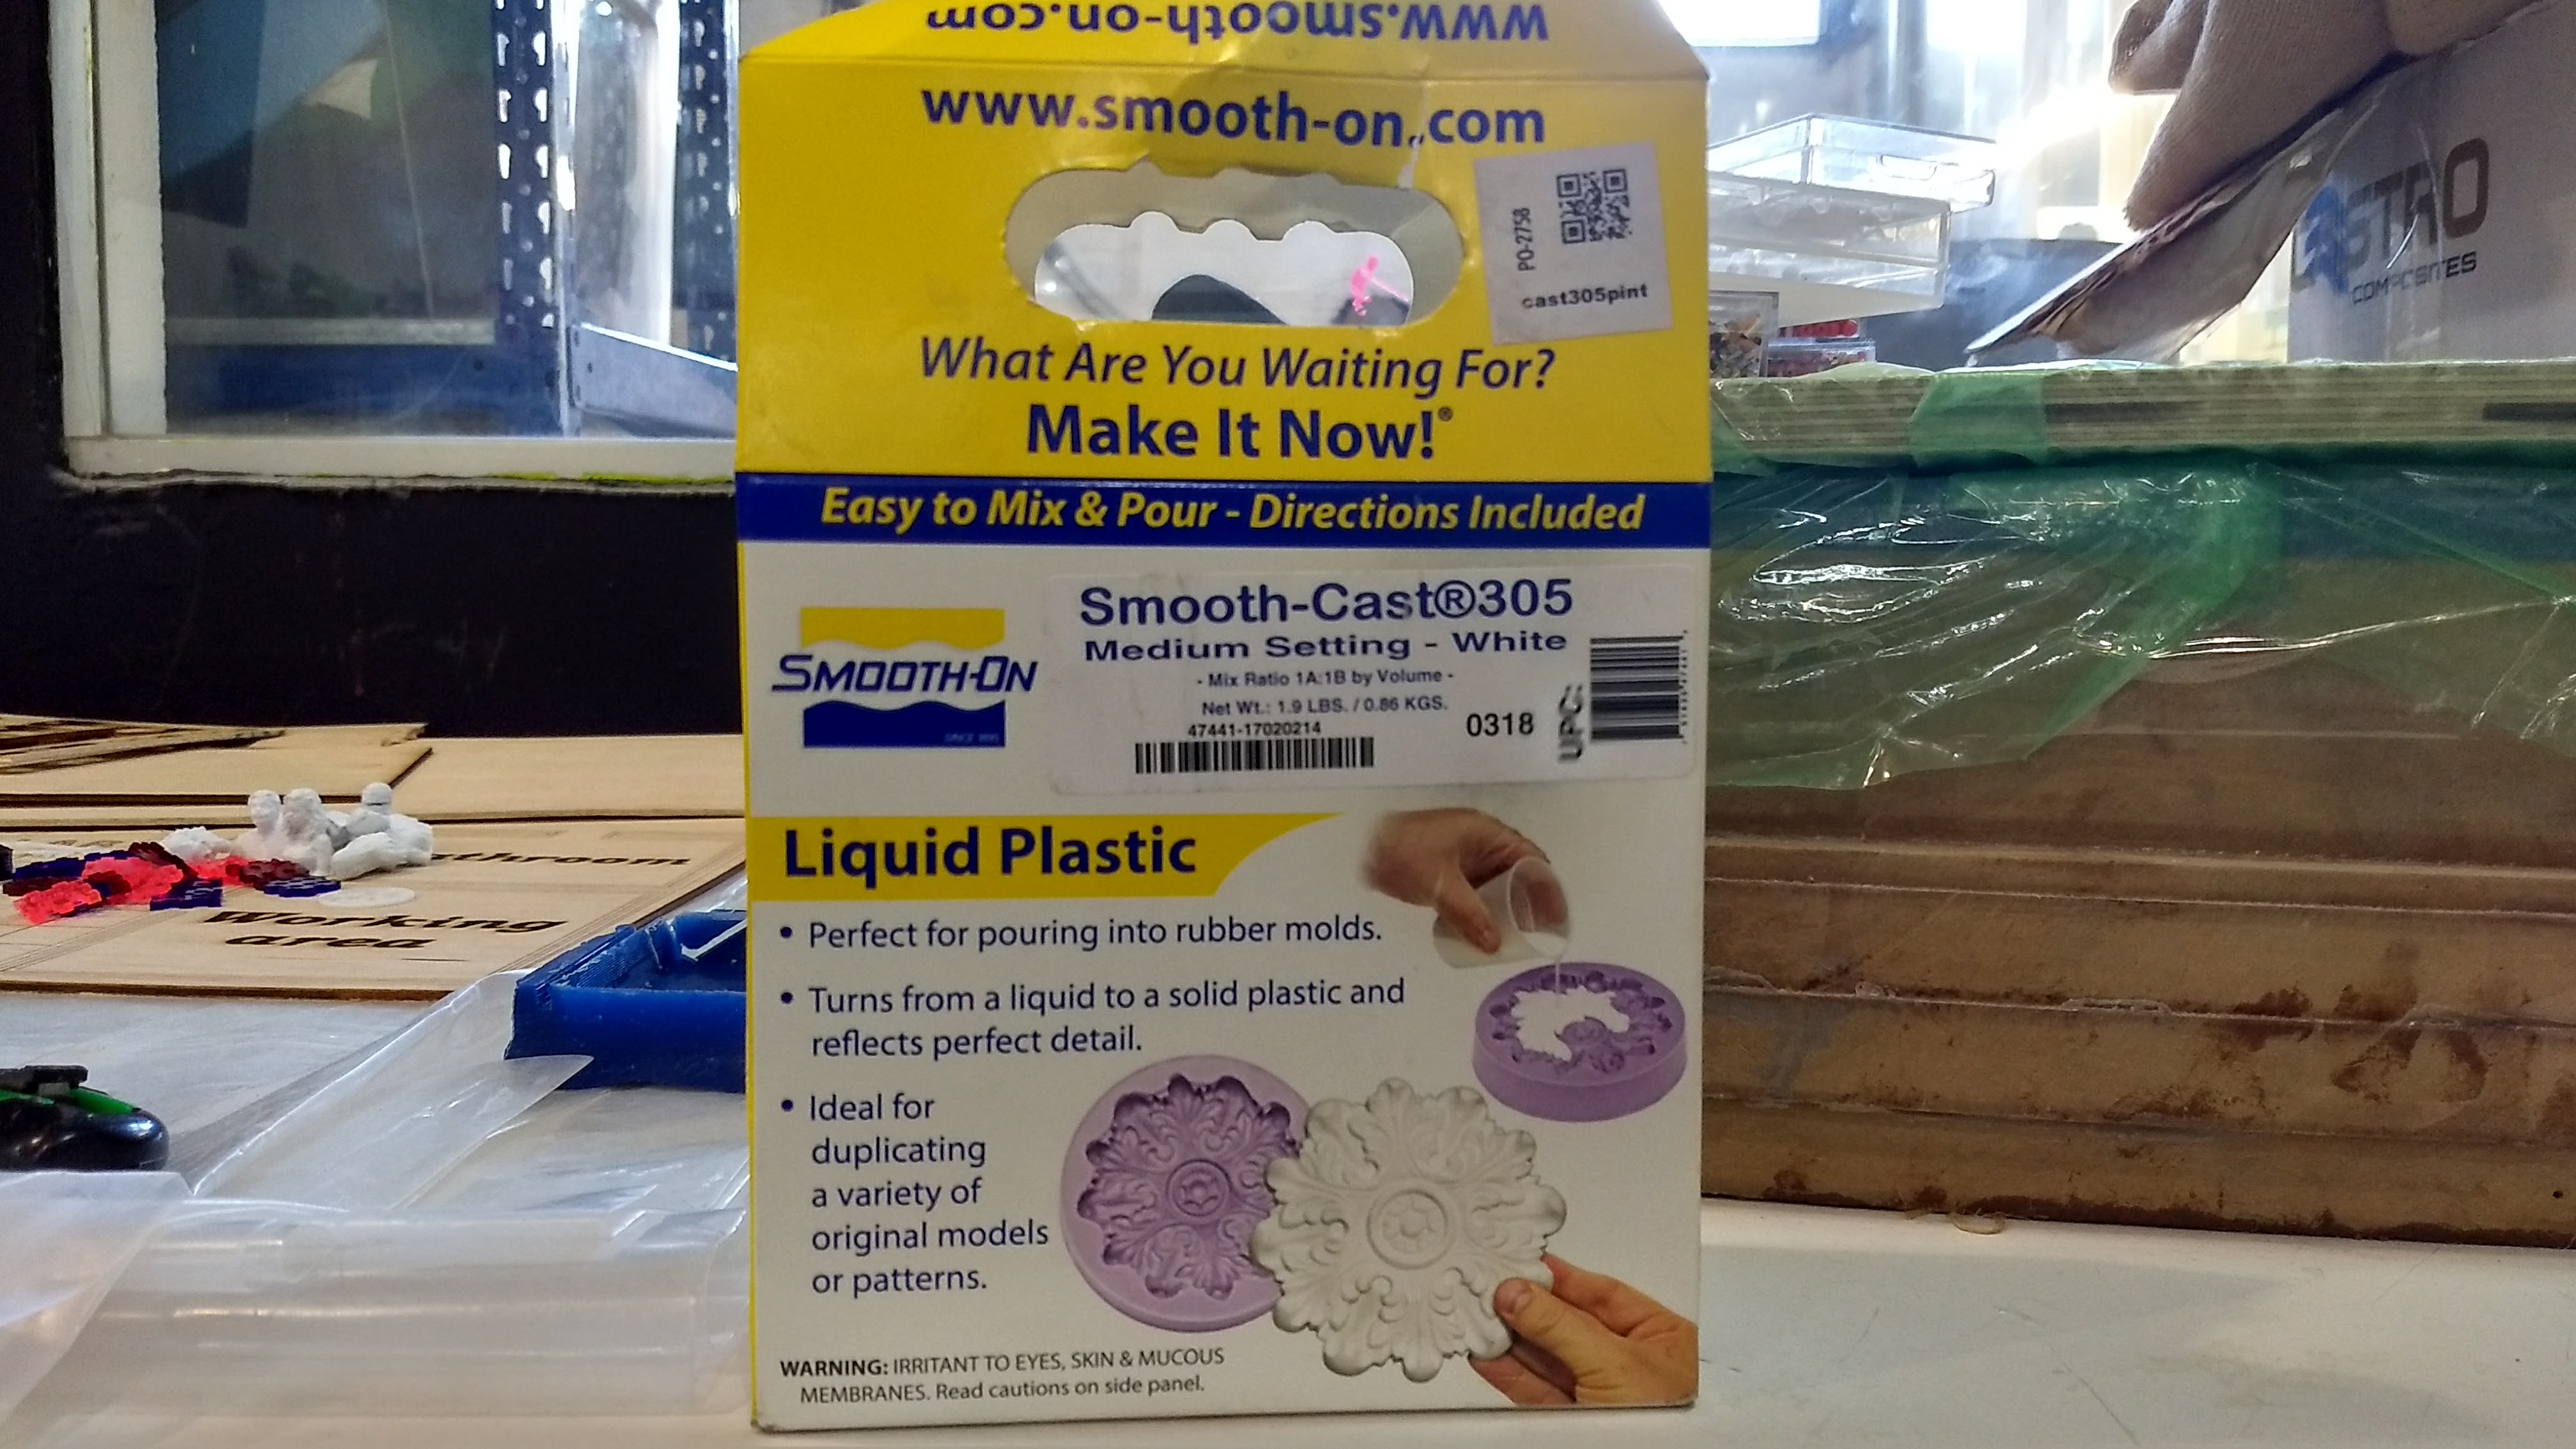 www.smooth-on.com
www.smooth-on.com
PO-2758
cast305pint
What Are You Waiting For?
Make It Now!®
Easy to Mix & Pour - Directions Included
SMOOTH-ON
SINCE 1895
Smooth-Cast®305
Medium Setting - White
- Mix Ratio 1A:1B by Volume -
Net Wt.: 1.9 LBS. / 0.86 KGS.
47441-17020214
0318
UPC
Liquid Plastic
• Perfect for pouring into rubber molds.
• Turns from a liquid to a solid plastic and
reflects perfect detail.
• Ideal for
duplicating
a variety of
original models
or patterns.
WARNING: IRRITANT TO EYES, SKIN & MUCOUS
MEMBRANES. Read cautions on side panel.
Working
area
COMPOSITES